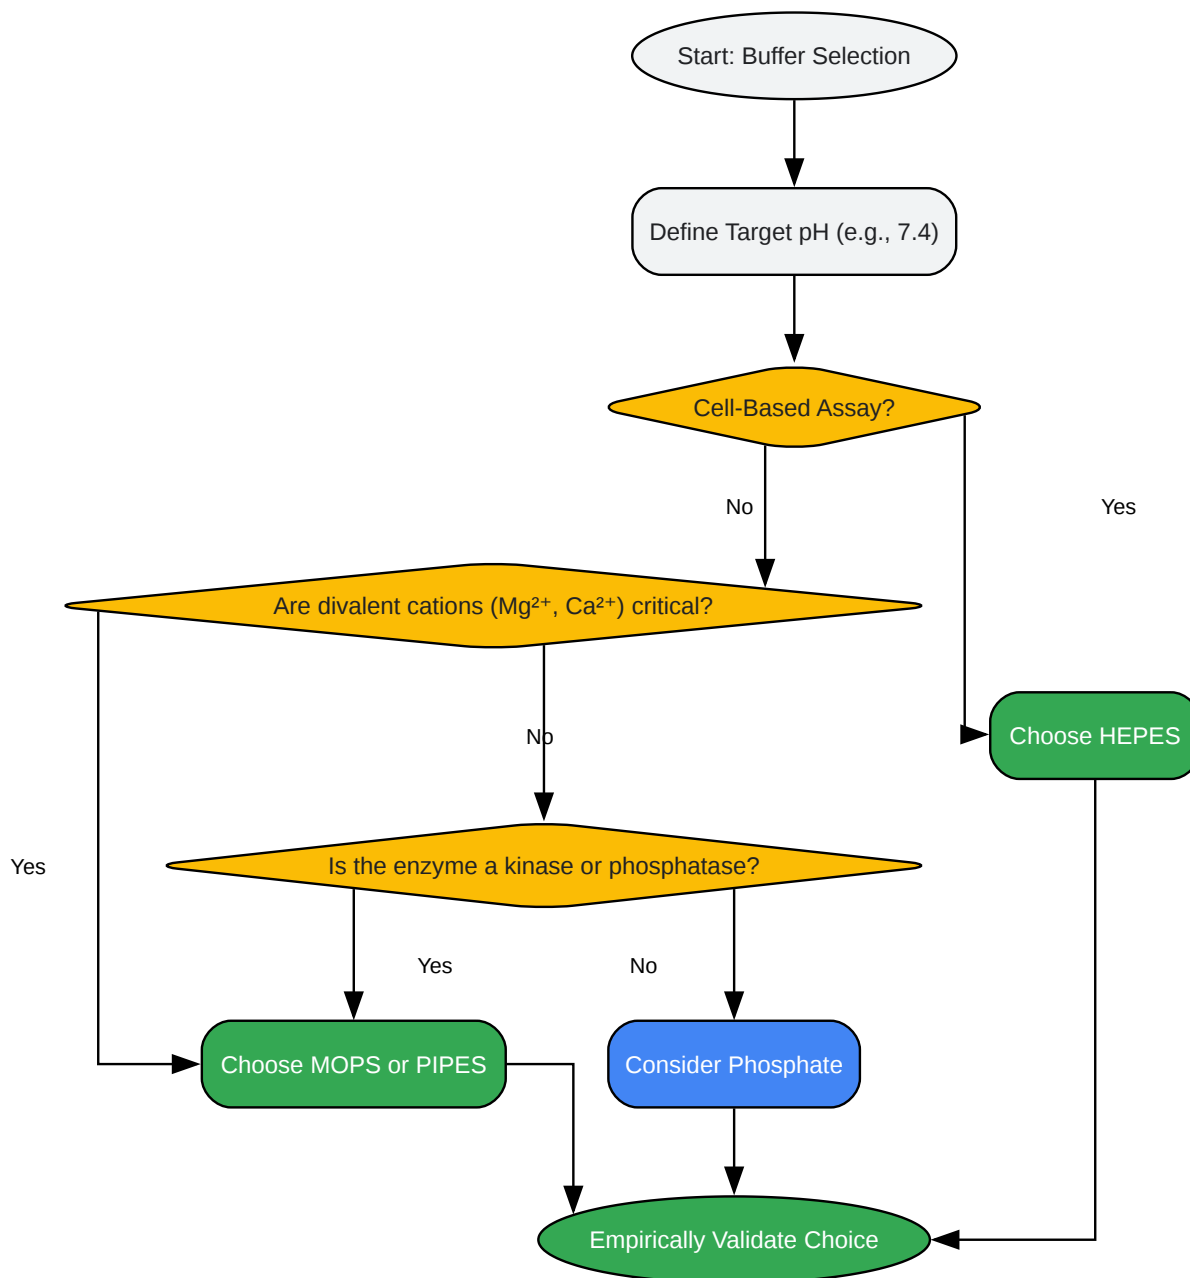 Start: Buffer Selection
Define Target pH (e.g., 7.4)
Cell-Based Assay?
No
Yes
Are divalent cations (Mg²⁺, Ca²⁺) critical?
No
Choose HEPES
Yes
Is the enzyme a kinase or phosphatase?
Yes
No
Choose MOPS or PIPES
Consider Phosphate
Empirically Validate Choice